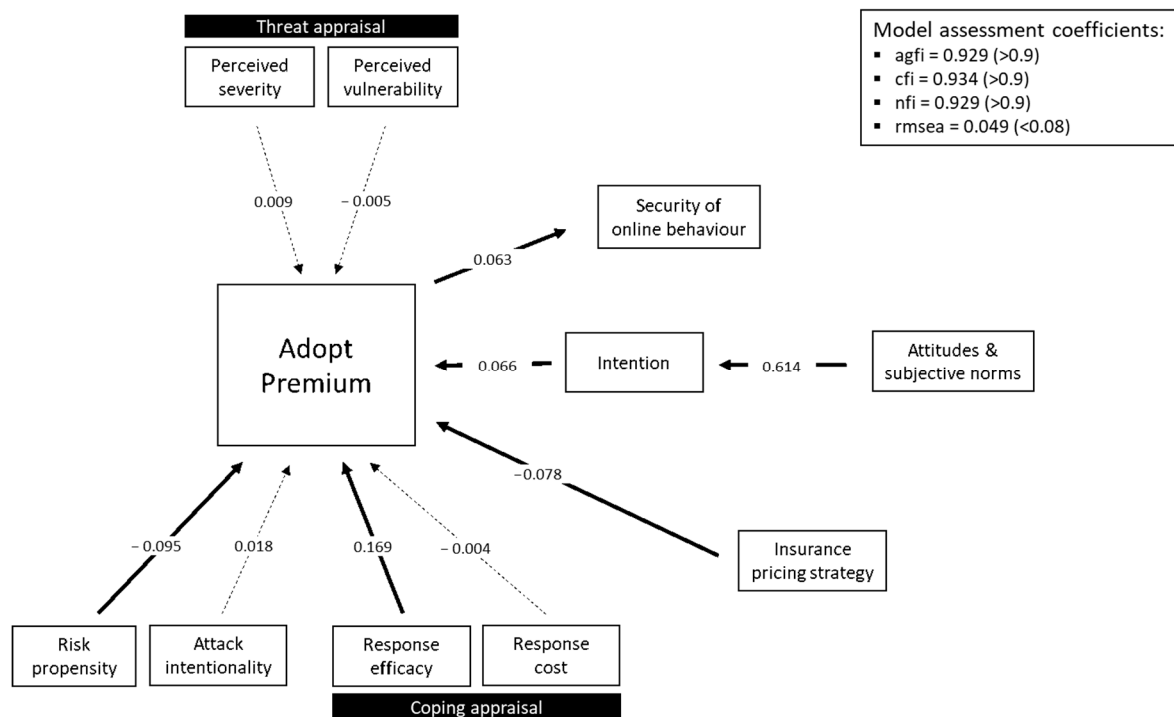 Threat appraisal
Perceived
severity
Perceived
vulnerability
Model assessment coefficients:
▪ agfi = 0.929 (>0.9)
▪ cfi = 0.934 (>0.9)
▪ nfi = 0.929 (>0.9)
▪ rmsea = 0.049 (<0.08)
0.009
– 0.005
Security of
online behaviour
0.063
Adopt
Premium
0.066
Intention
0.614
Attitudes &
subjective norms
–0.078
– 0.095
0.018
0.169
– 0.004
Insurance
pricing strategy
Risk
propensity
Attack
intentionality
Response
efficacy
Response
cost
Coping appraisal